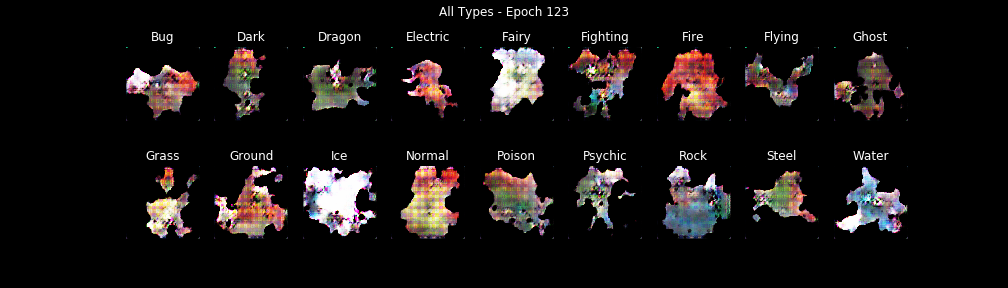 All Types - Epoch 123
Bug Dark Dragon Electric Fairy Fighting Fire Flying Ghost
Grass Ground Ice Normal Poison Psychic Rock Steel Water